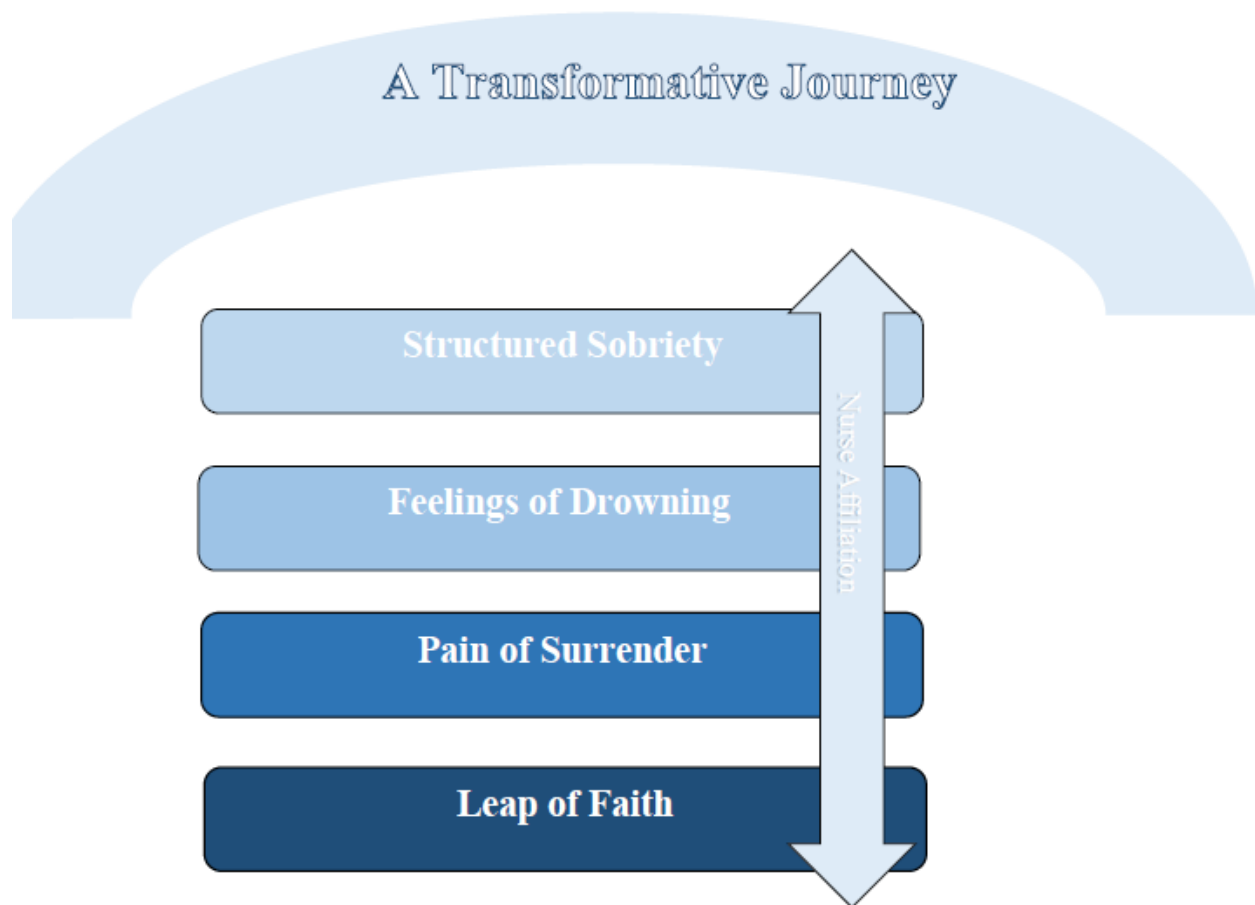 A Transformative Journey
Structured Sobriety
Nurse Affiliation
Feelings of Drowning
Pain of Surrender
Leap of Faith